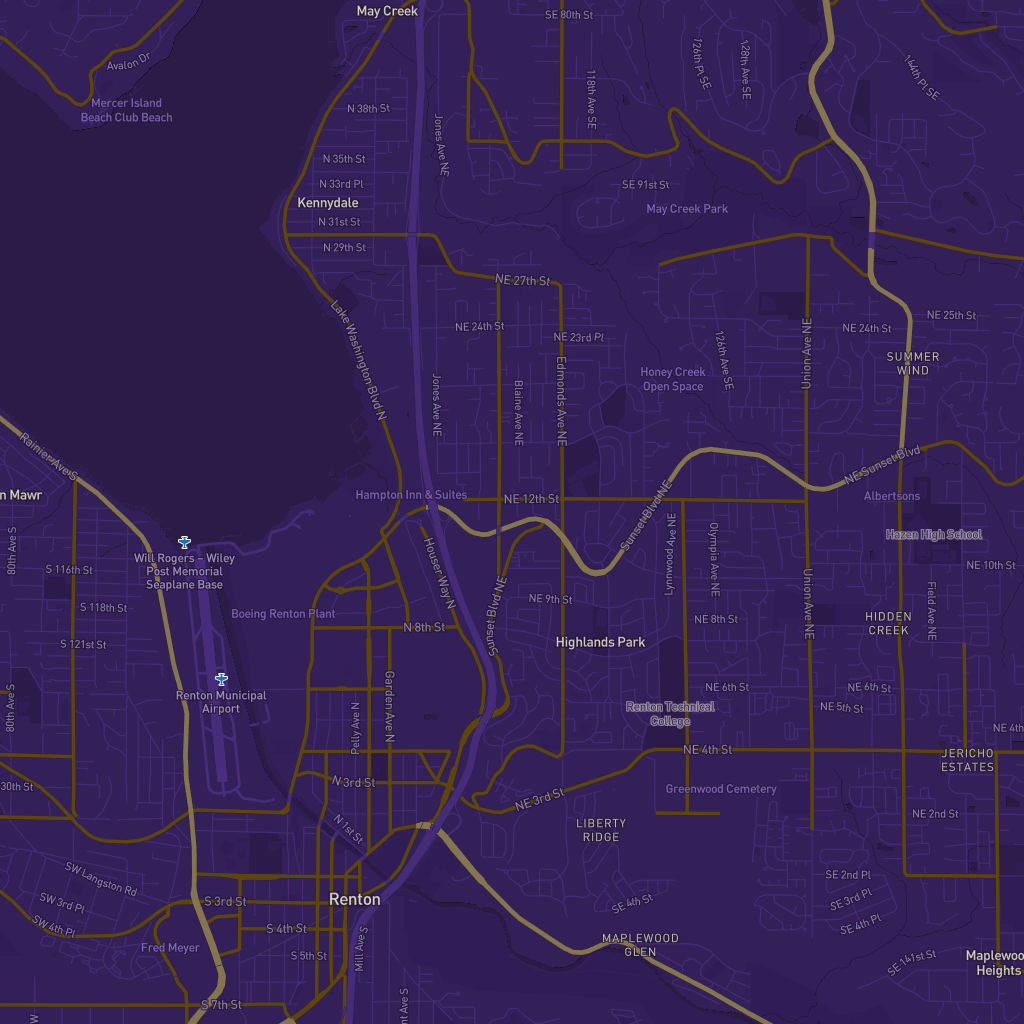 May Creek
SE 80th St
Avalon Dr
126th Pl SE
128th Ave SE
144th Pl SE
118th Ave SE
Mercer Island
Beach Club Beach
N 38th St
Jones Ave NE
N 35th St
N 33rd Pl
SE 91st St
Kennydale
May Creek Park
N 31st St
N 29th St
NE 27th St
Lake Washington Blvd N
NE 24th St
NE 23rd Pl
126th Ave SE
Union Ave NE
NE 24th St
NE 25th St
SUMMER
WIND
Honey Creek
Open Space
Jones Ave NE
Blaine Ave NE
Edmonds Ave NE
Rainier Ave S
n Mawr
Hampton Inn & Suites
NE 12th St
Sunset Blvd NE
NE Sunset Blvd
Albertsons
Hazen High School
80th Ave S
Will Rogers – Wiley
Post Memorial
Seaplane Base
S 116th St
Houser Way N
Lynnwood Ave NE
Olympia Ave NE
Union Ave NE
NE 10th St
S 118th St
Boeing Renton Plant
Sunset Blvd NE
NE 9th St
NE 8th St
Field Ave NE
HIDDEN
CREEK
S 121st St
N 8th St
Highlands Park
80th Ave S
Renton Municipal
Airport
Garden Ave N
Pelly Ave N
NE 6th St
NE 6th St
NE 5th St
Renton Technical
College
NE 4th
NE 4th St
JERICHO
ESTATES
30th St
N 3rd St
NE 3rd St
Greenwood Cemetery
N 1st St
LIBERTY
RIDGE
NE 2nd St
SW Langston Rd
SE 2nd Pl
SW 3rd Pl
S 3rd St
Renton
SE 4th St
SE 3rd Pl
SW 4th Pl
S 4th St
SE 4th Pl
Fred Meyer
S 5th St
Mill Ave S
MAPLEWOOD
GLEN
SE 141st St
Maplewoo
Heights
S 7th St
nt Ave S
W